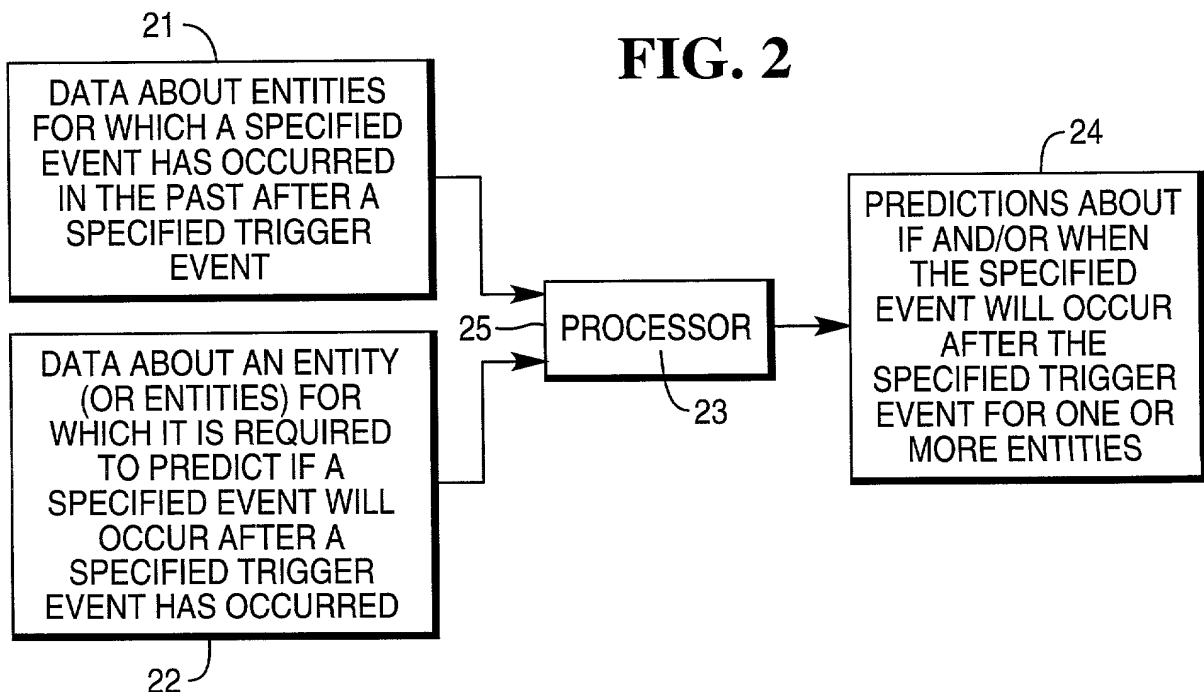 FIG. 2
21
DATA ABOUT ENTITIES
FOR WHICH A SPECIFIED
EVENT HAS OCCURRED
IN THE PAST AFTER A
SPECIFIED TRIGGER
EVENT
DATA ABOUT AN ENTITY
(OR ENTITIES) FOR
WHICH IT IS REQUIRED
TO PREDICT IF A
SPECIFIED EVENT WILL
OCCUR AFTER A
SPECIFIED TRIGGER
EVENT HAS OCCURRED
22
25
PROCESSOR
23
24
PREDICTIONS ABOUT
IF AND/OR WHEN
THE SPECIFIED
EVENT WILL OCCUR
AFTER THE
SPECIFIED TRIGGER
EVENT FOR ONE OR
MORE ENTITIES